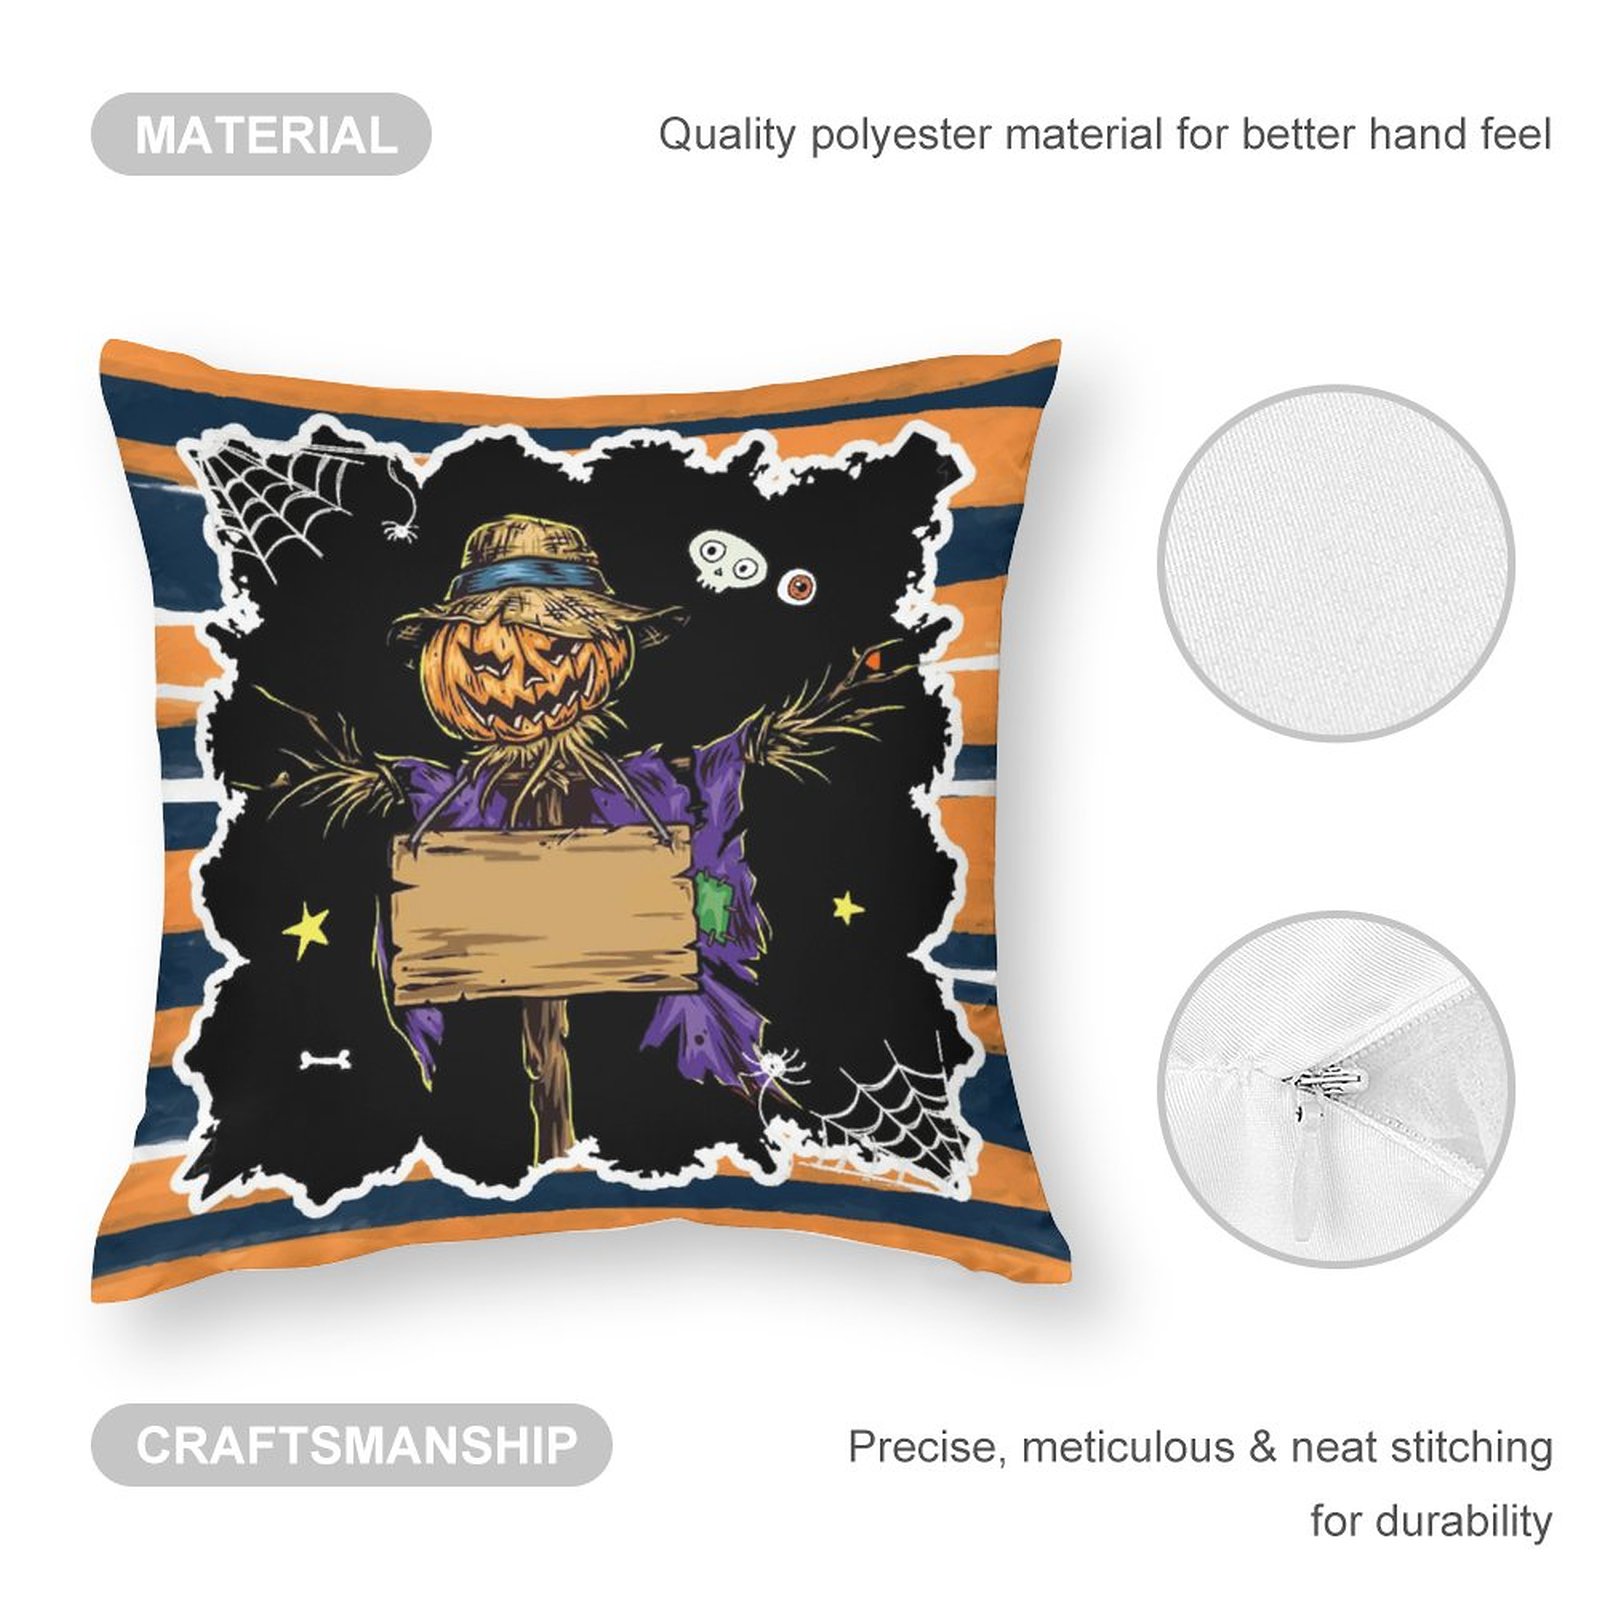 MATERIAL
Quality polyester material for better hand feel
CRAFTSMANSHIP
Precise, meticulous & neat stitching
for durability